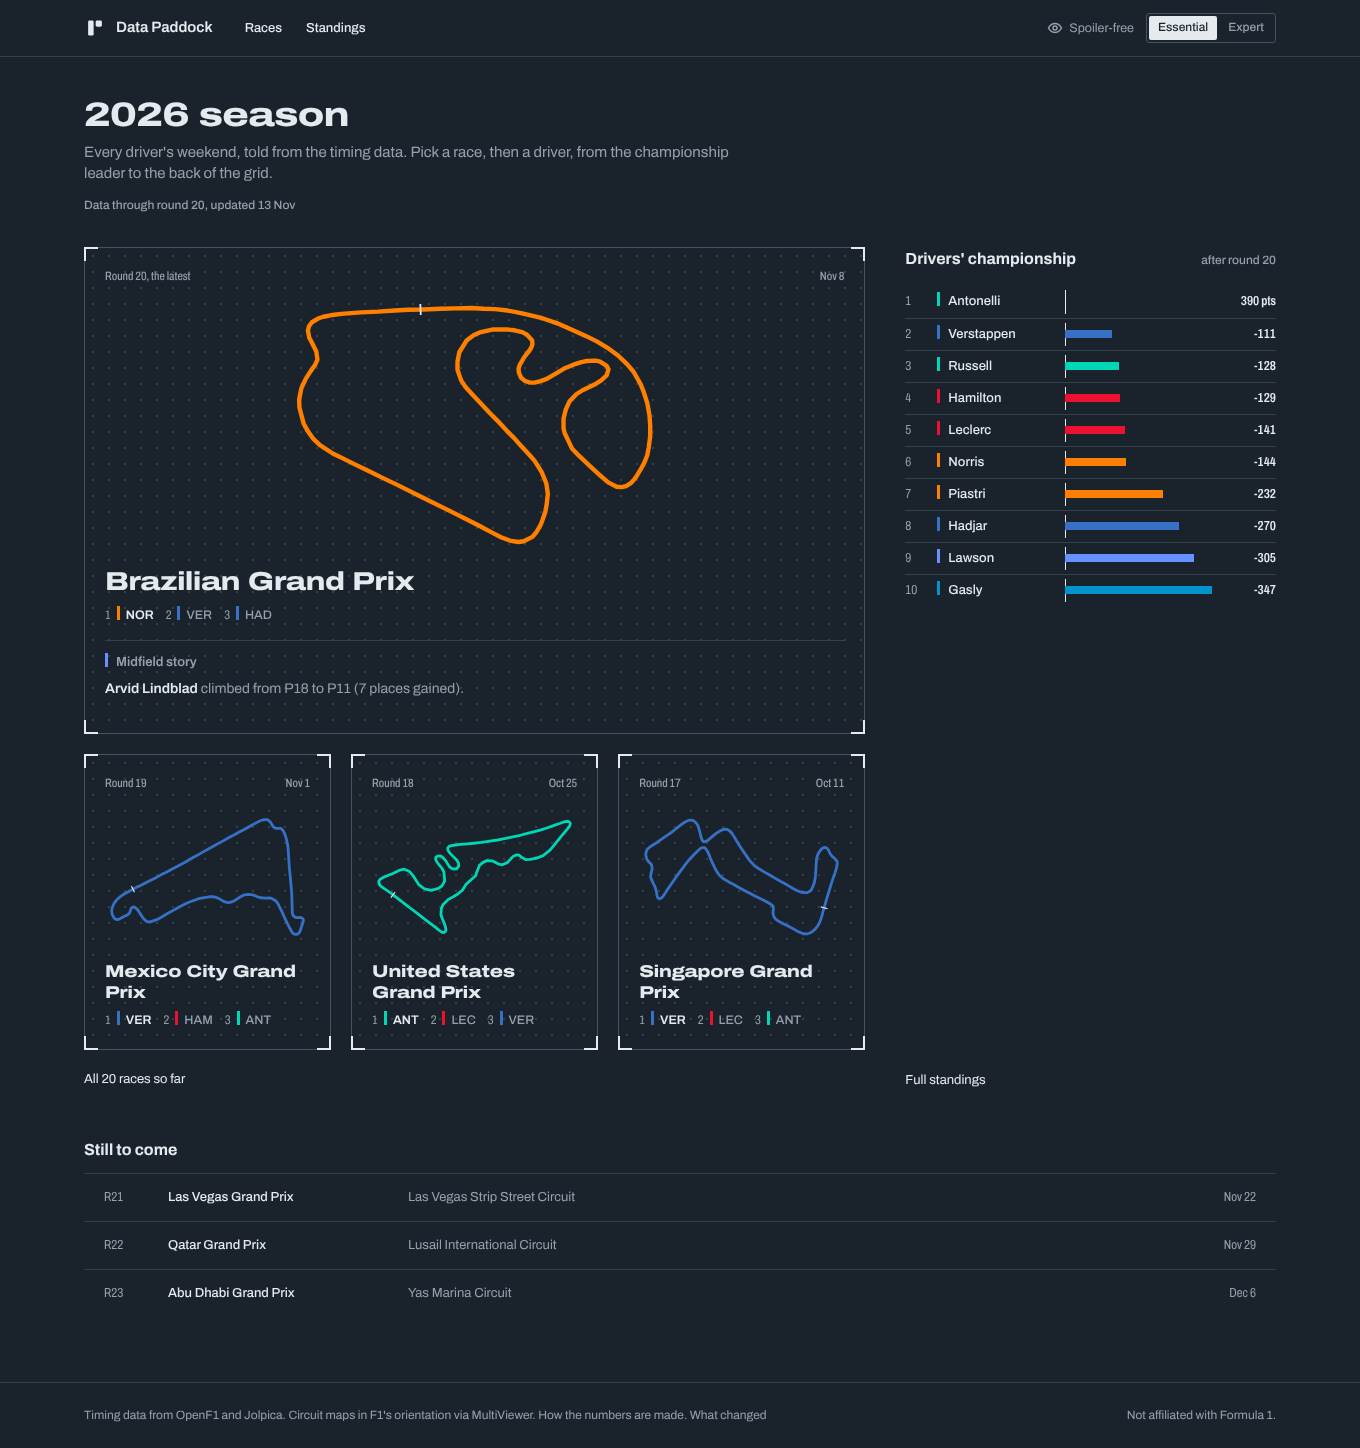 Data Paddock
Races
Standings
Spoiler-free
Essential
Expert
2026 season
Every driver's weekend, told from the timing data. Pick a race, then a driver, from the championship
leader to the back of the grid.
Data through round 20, updated 13 Nov
Round 20, the latest
Nov 8
Brazilian Grand Prix
1 NOR 2 VER 3 HAD
Midfield story
Arvid Lindblad climbed from P18 to P11 (7 places gained).
Drivers' championship
after round 20
1 Antonelli 390 pts
2 Verstappen -111
3 Russell -128
4 Hamilton -129
5 Leclerc -141
6 Norris -144
7 Piastri -232
8 Hadjar -270
9 Lawson -305
10 Gasly -347
Round 19
Nov 1
Mexico City Grand
Prix
1 VER 2 HAM 3 ANT
Round 18
Oct 25
United States
Grand Prix
1 ANT 2 LEC 3 VER
Round 17
Oct 11
Singapore Grand
Prix
1 VER 2 LEC 3 ANT
All 20 races so far
Full standings
Still to come
R21 Las Vegas Grand Prix Las Vegas Strip Street Circuit Nov 22
R22 Qatar Grand Prix Lusail International Circuit Nov 29
R23 Abu Dhabi Grand Prix Yas Marina Circuit Dec 6
Timing data from OpenF1 and Jolpica. Circuit maps in F1's orientation via MultiViewer. How the numbers are made. What changed
Not affiliated with Formula 1.